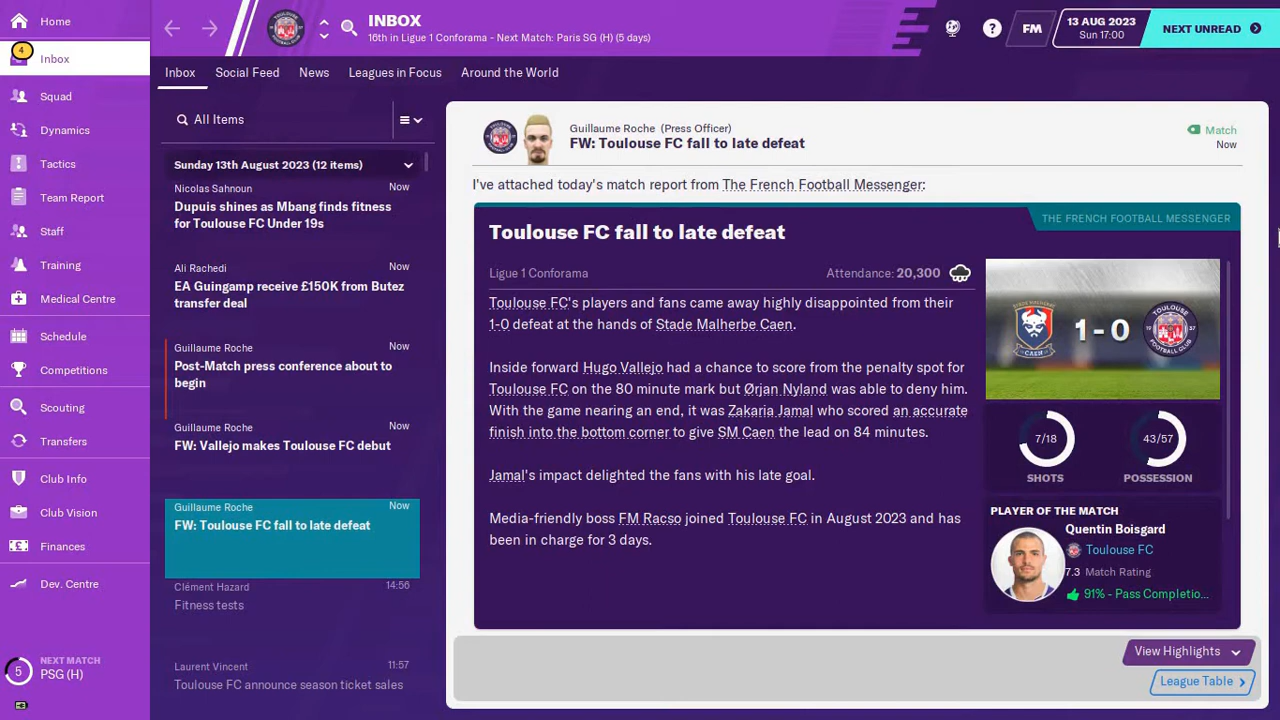 Home
4
Inbox
Squad
Dynamics
Tactics
Team Report
Staff
Training
Medical Centre
Schedule
Competitions
Scouting
Transfers
Club Info
Club Vision
Finances
Dev. Centre
5
NEXT MATCH
PSG (H)
INBOX
16th in Ligue 1 Conforama - Next Match: Paris SG (H) (5 days)
?
FM
13 AUG 2023
Sun 17:00
NEXT UNREAD
Inbox
Social Feed
News
Leagues in Focus
Around the World
All Items
Sunday 13th August 2023 (12 items)
Nicolas Sahnoun
Now
Dupuis shines as Mbang finds fitness
for Toulouse FC Under 19s
Ali Rachedi
Now
EA Guingamp receive £150K from Butez
transfer deal
Guillaume Roche
Now
Post-Match press conference about to
begin
Guillaume Roche
Now
FW: Vallejo makes Toulouse FC debut
Guillaume Roche
Now
FW: Toulouse FC fall to late defeat
Clément Hazard
14:56
Fitness tests
Laurent Vincent
11:57
Toulouse FC announce season ticket sales
Guillaume Roche (Press Officer)
FW: Toulouse FC fall to late defeat
Match
Now
I've attached today's match report from The French Football Messenger:
THE FRENCH FOOTBALL MESSENGER
Toulouse FC fall to late defeat
Ligue 1 Conforama
Attendance: 20,300
Toulouse FC's players and fans came away highly disappointed from their
1-0 defeat at the hands of Stade Malherbe Caen.
Inside forward Hugo Vallejo had a chance to score from the penalty spot for
Toulouse FC on the 80 minute mark but Ørjan Nyland was able to deny him.
With the game nearing an end, it was Zakaria Jamal who scored an accurate
finish into the bottom corner to give SM Caen the lead on 84 minutes.
Jamal's impact delighted the fans with his late goal.
Media-friendly boss FM Racso joined Toulouse FC in August 2023 and has
been in charge for 3 days.
1-0
7/18
SHOTS
43/57
POSSESSION
PLAYER OF THE MATCH
Quentin Boisgard
Toulouse FC
7.3 Match Rating
91% - Pass Completio...
View Highlights
League Table